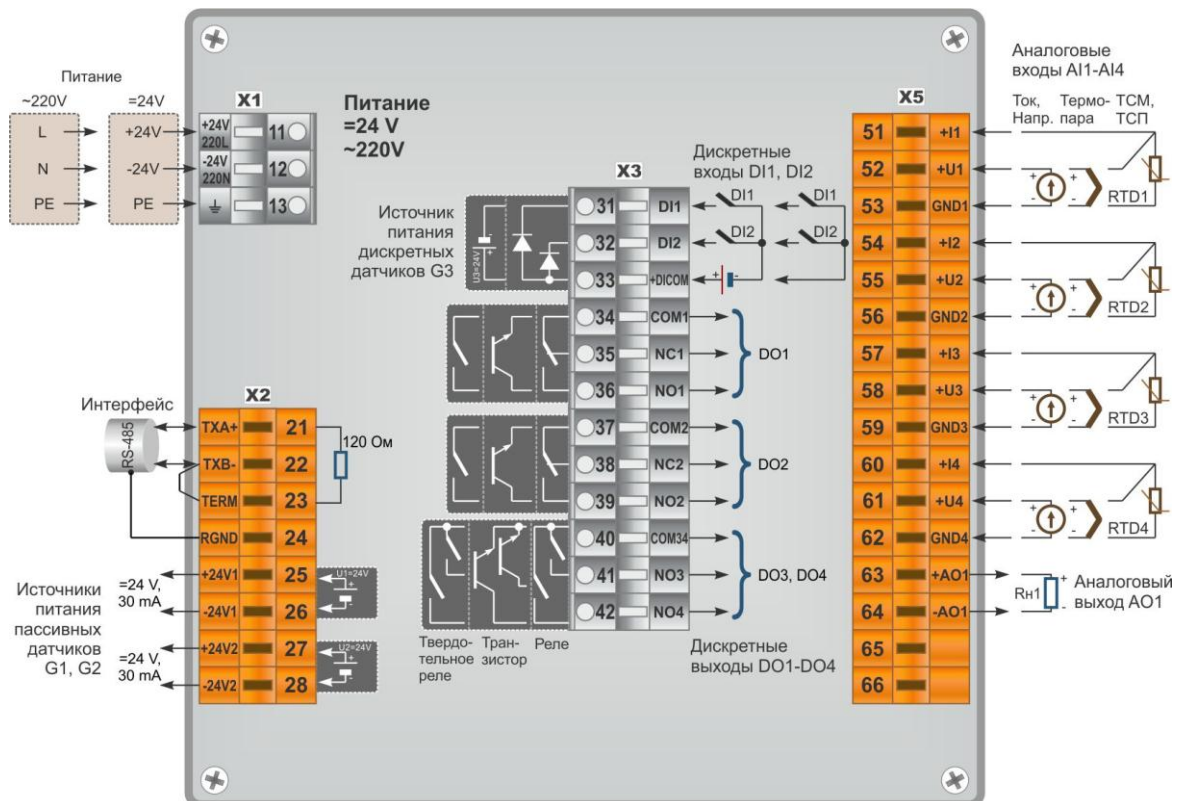 Питание
~220V
=24V
L
+24V
N
-24V
PE
PE
X1
+24V
220L
11
-24V
220N
12
13
Питание
=24 V
~220V
Источник
питания
дискретных
датчиков G3
U3=24V
X3
31
DI1
32
DI2
33
+DICOM
34
COM1
35
NC1
36
NO1
37
COM2
38
NC2
39
NO2
40
COM34
41
NO3
42
NO4
Дискретные
входы DI1, DI2
DI1
DI1
DI2
DI2
+
-
DO1
DO2
DO3, DO4
Дискретные
выходы DO1-DO4
Твердо-
тельное
реле
Тран-
зистор
Реле
Интерфейс
RS-485
X2
TXA+
21
TXB-
22
TERM
23
RGND
24
+24V1
25
-24V1
26
+24V2
27
-24V2
28
120 Ом
U1=24V
U2=24V
Источники
питания
пассивных
датчиков
G1, G2
=24 V,
30 mA
=24 V,
30 mA
X5
51
+I1
52
+U1
53
GND1
54
+I2
55
+U2
56
GND2
57
+I3
58
+U3
59
GND3
60
+I4
61
+U4
62
GND4
63
+AO1
64
-AO1
65
66
Аналоговые
входы AI1-AI4
Ток,
Напр.
Термо-
пара
ТСМ,
ТСП
+
-
+
-
RTD1
+
-
+
-
RTD2
+
-
+
-
RTD3
+
-
+
-
RTD4
Rн1
+
-
Аналоговый
выход AO1